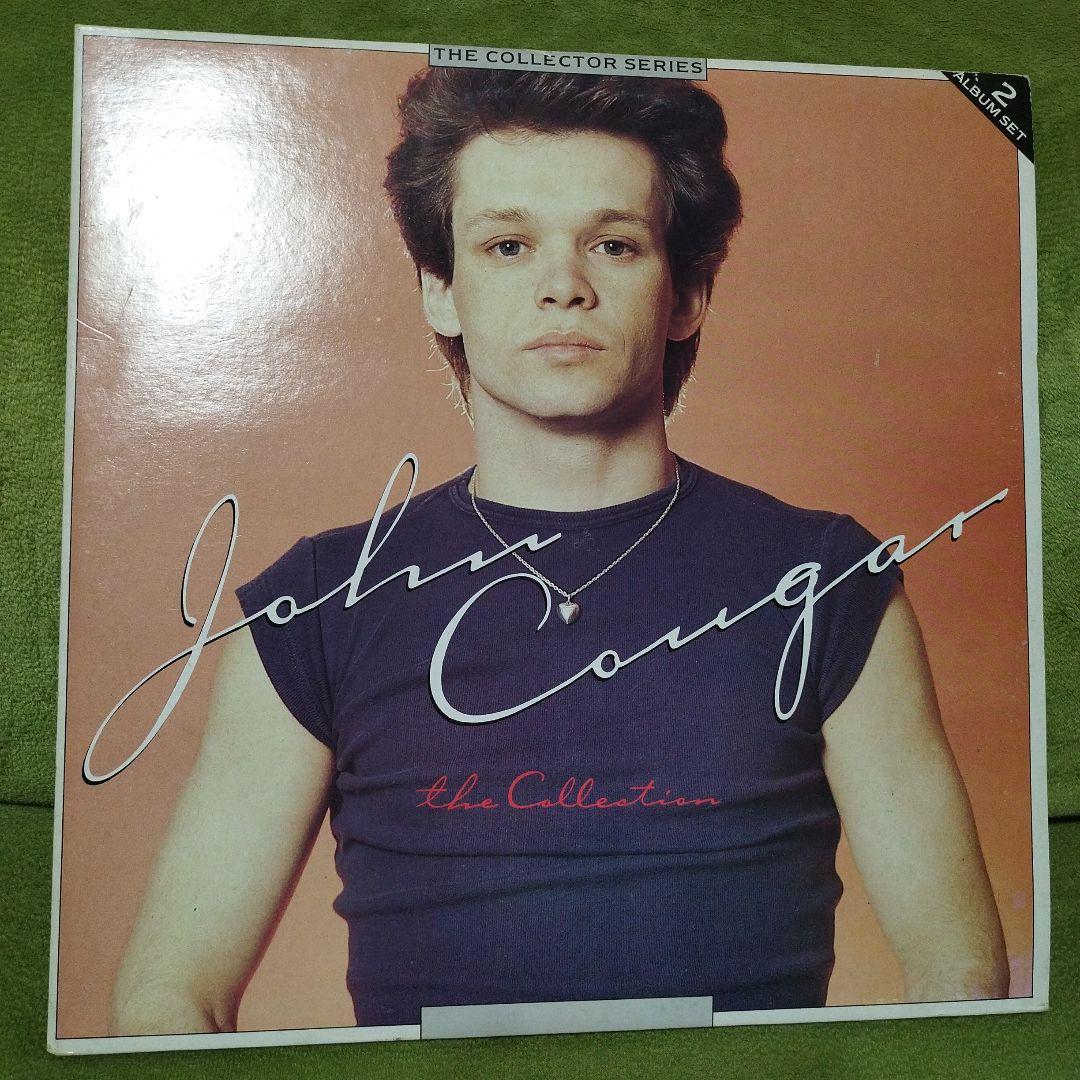 THE COLLECTOR SERIES
2
ALBUM SET
John
Cougar
the Collection